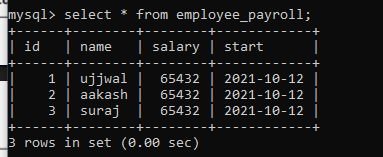 mysql> select * from employee_payroll;
+------+--------+--------+------------+
| id   | name   | salary | start      |
+------+--------+--------+------------+
|    1 | ujjwal |  65432 | 2021-10-12 |
|    2 | aakash |  65432 | 2021-10-12 |
|    3 | suraj  |  65432 | 2021-10-12 |
+------+--------+--------+------------+
3 rows in set (0.00 sec)